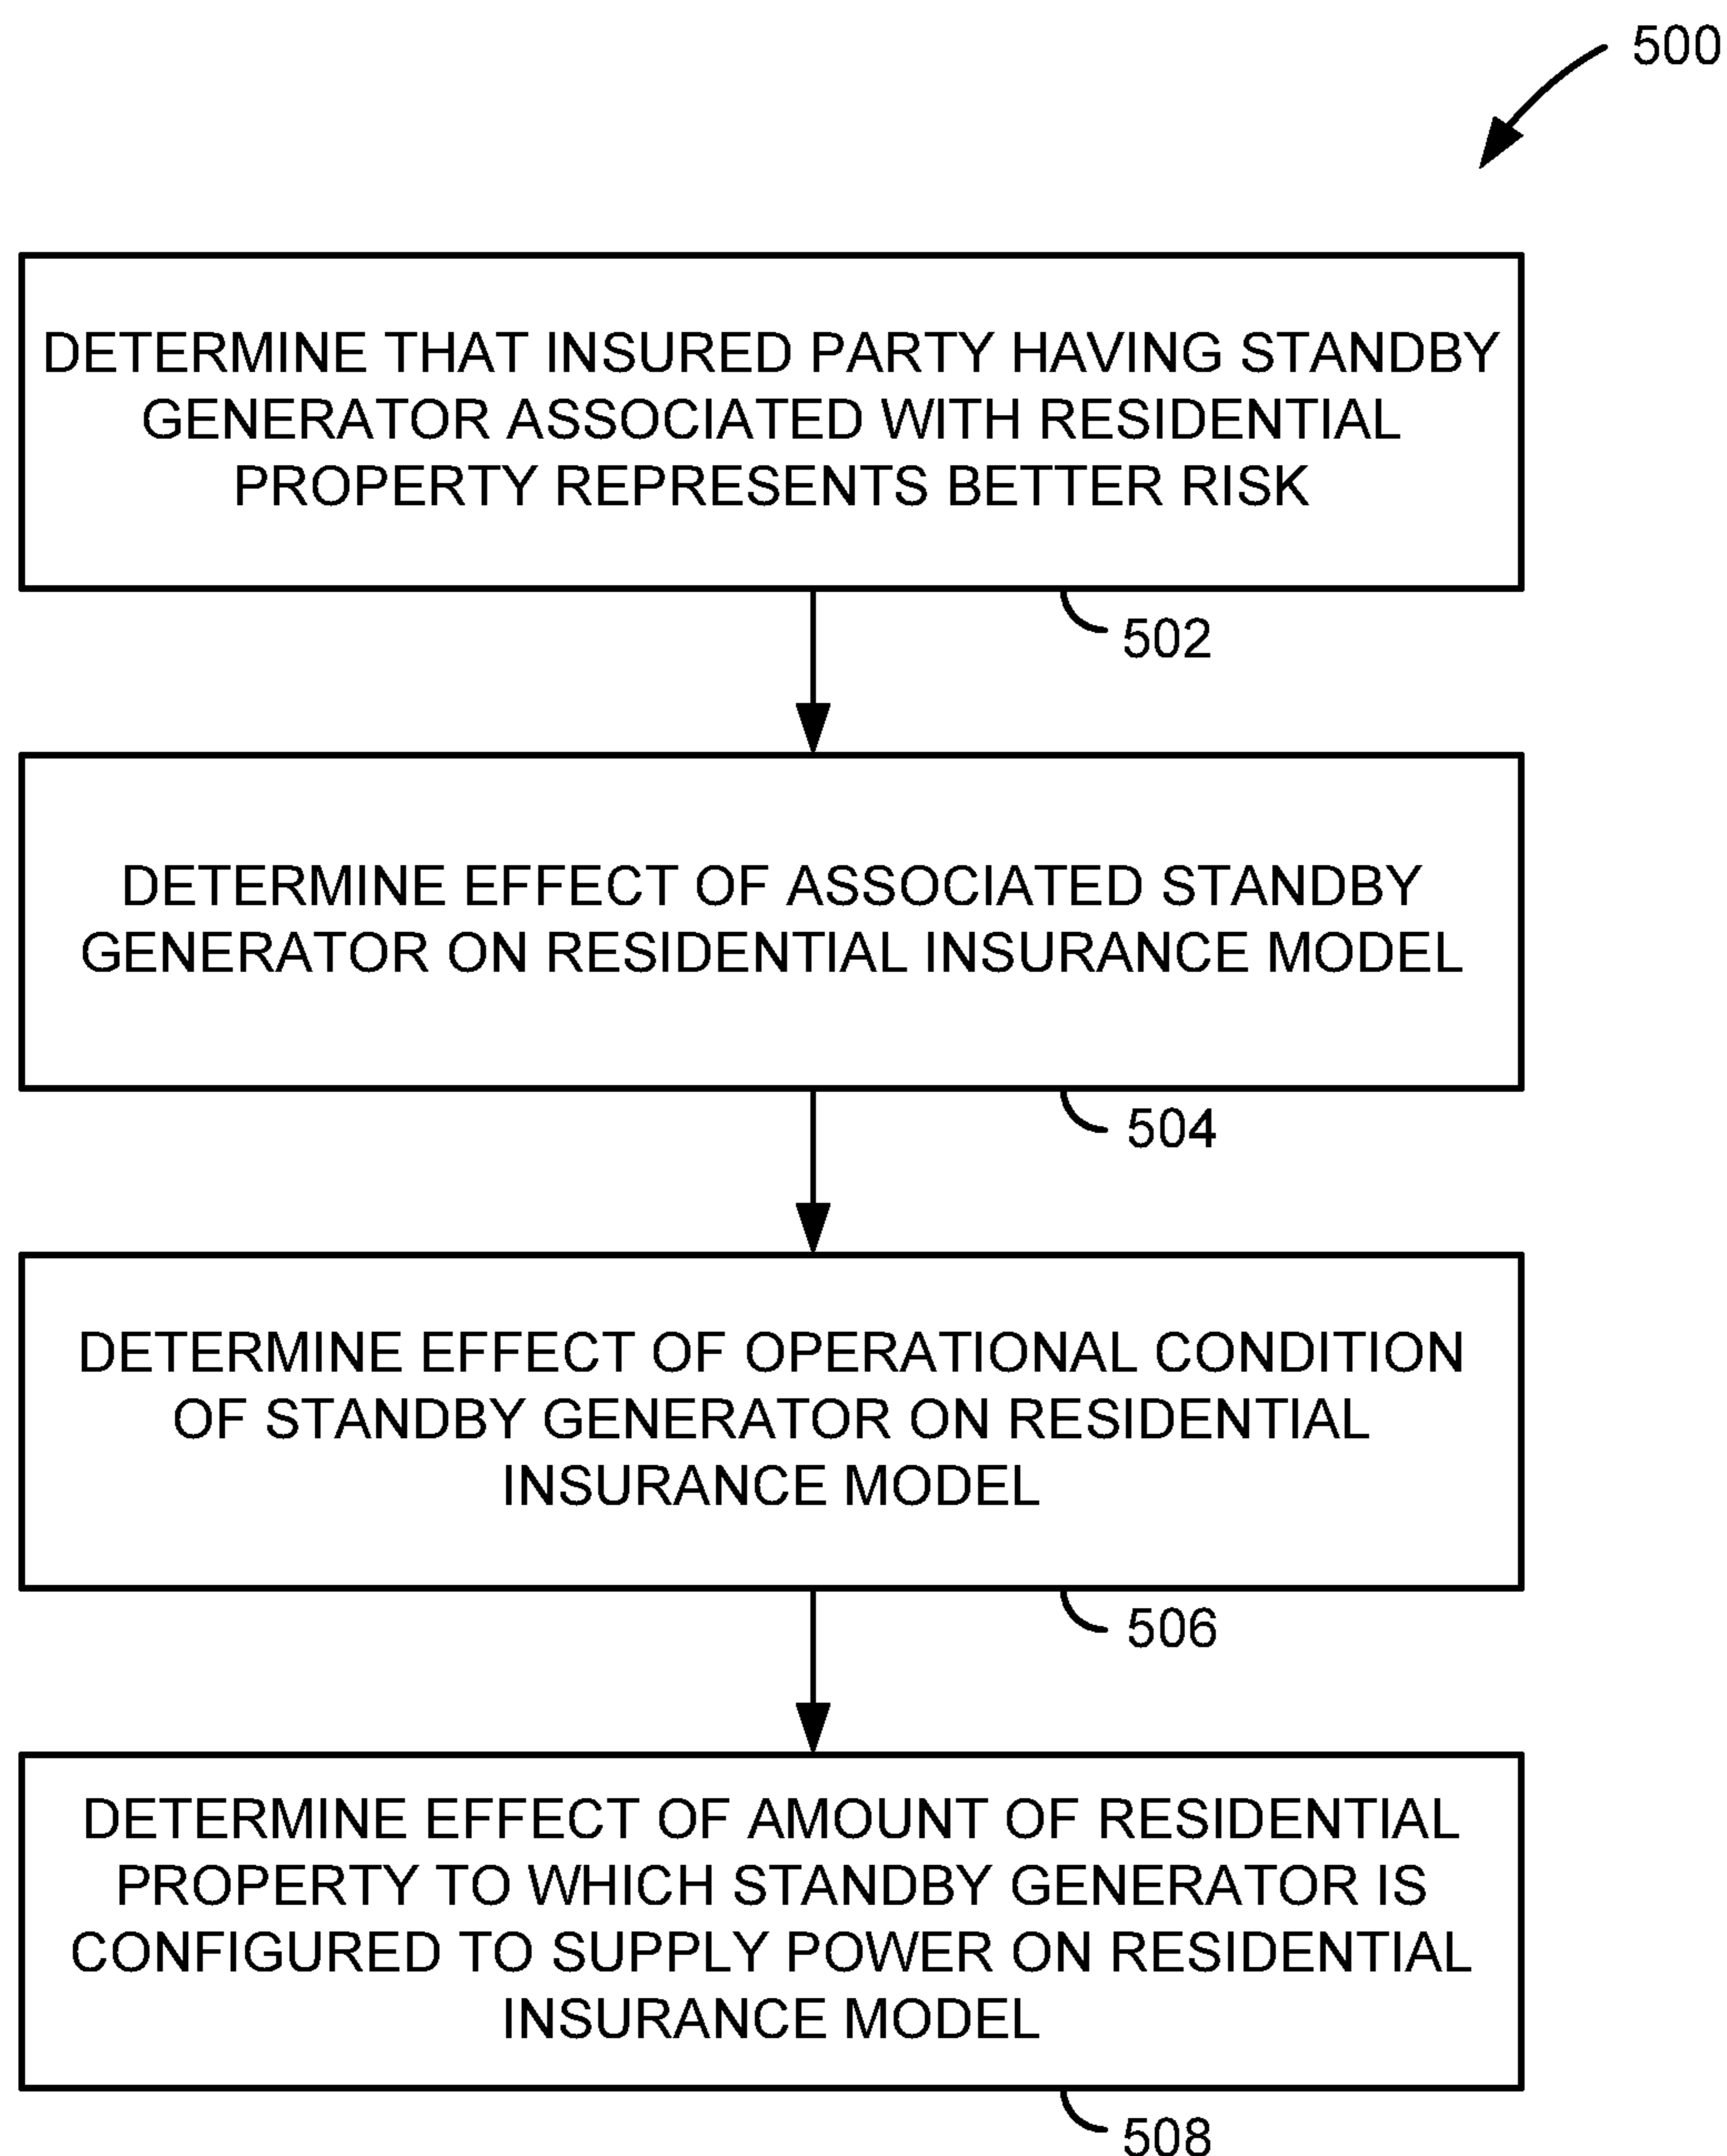 500
DETERMINE THAT INSURED PARTY HAVING STANDBY
GENERATOR ASSOCIATED WITH RESIDENTIAL
PROPERTY REPRESENTS BETTER RISK
502
DETERMINE EFFECT OF ASSOCIATED STANDBY
GENERATOR ON RESIDENTIAL INSURANCE MODEL
504
DETERMINE EFFECT OF OPERATIONAL CONDITION
OF STANDBY GENERATOR ON RESIDENTIAL
INSURANCE MODEL
506
DETERMINE EFFECT OF AMOUNT OF RESIDENTIAL
PROPERTY TO WHICH STANDBY GENERATOR IS
CONFIGURED TO SUPPLY POWER ON RESIDENTIAL
INSURANCE MODEL
508